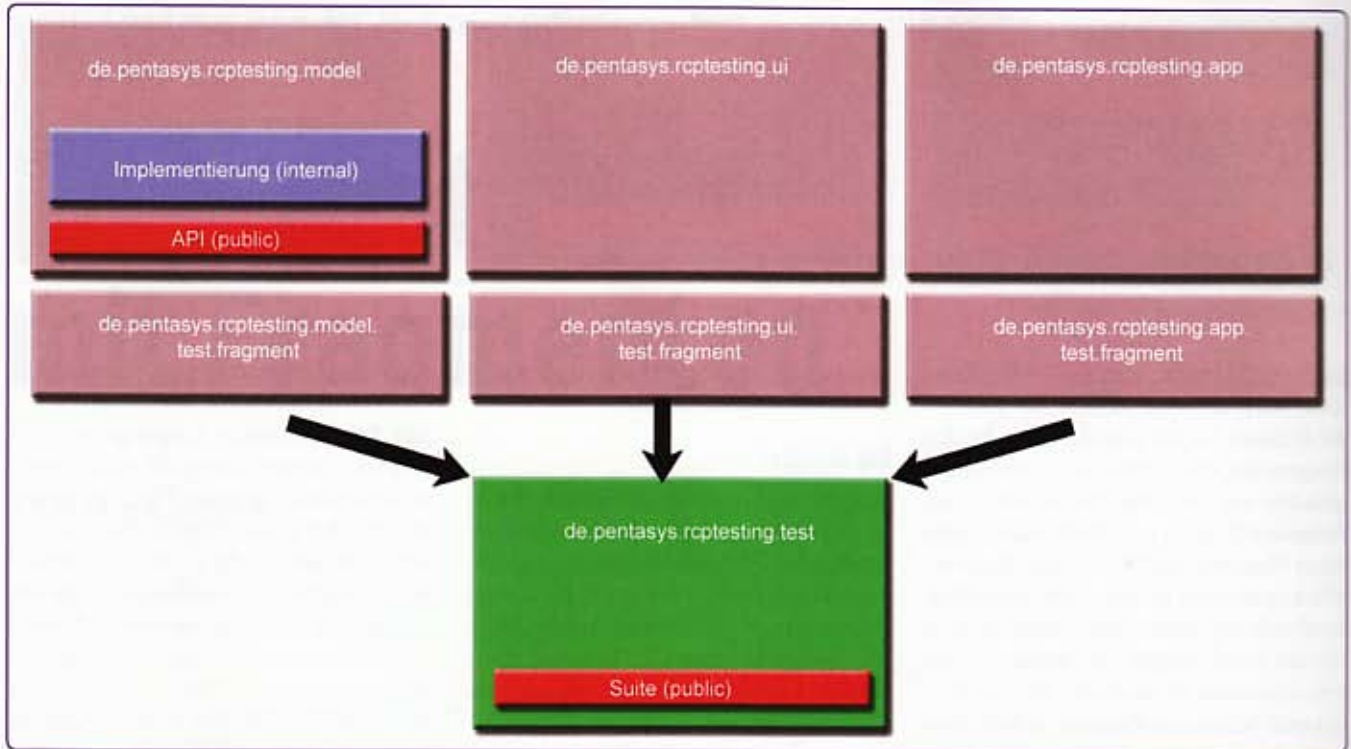 de.pentasys.rcptesting.model
Implementierung (internal)
API (public)
de.pentasys.rcptesting.ui
de.pentasys.rcptesting.app
de.pentasys.rcptesting.model.
test.fragment
de.pentasys.rcptesting.ui.
test.fragment
de.pentasys.rcptesting.app
test.fragment
de.pentasys.rcptesting.test
Suite (public)